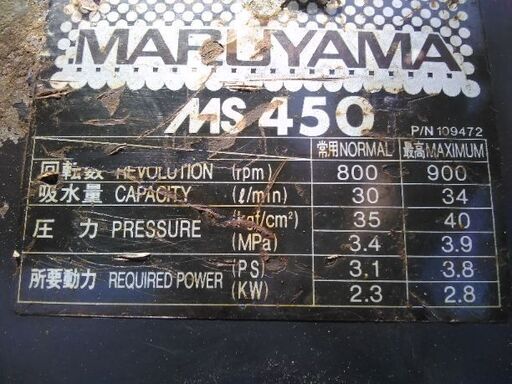 MARUYAMA
MS 450
P/N 109472
常用NORMAL 最高MAXIMUM
回転数 REVOLUTION (rpm) 800 900
吸水量 CAPACITY (ℓ/min) 30 34
圧 力 PRESSURE (kgf/cm²) 35 40
(MPa) 3.4 3.9
所要動力 REQUIRED POWER (PS) 3.1 3.8
(KW) 2.3 2.8